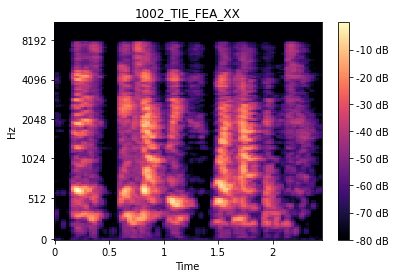 1002_TIE_FEA_XX
8192
4096
2048
1024
512
0
Hz
0
0.5
1
1.5
2
Time
-10 dB
-20 dB
-30 dB
-40 dB
-50 dB
-60 dB
-70 dB
-80 dB